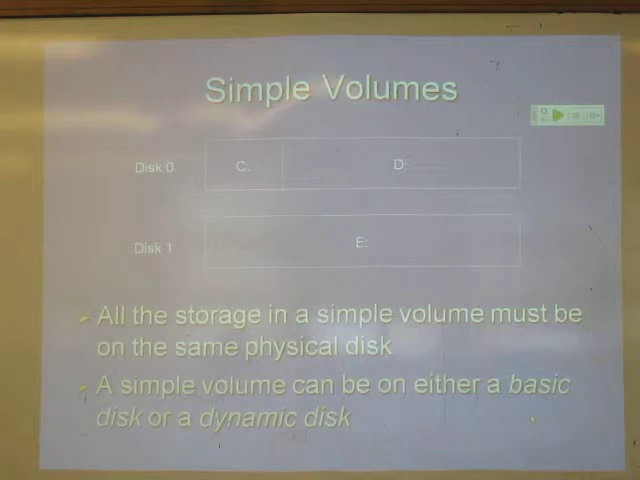 Simple Volumes
Disk 0
C:
D:
Disk 1
E:
All the storage in a simple volume must be
on the same physical disk
A simple volume can be on either a basic
disk or a dynamic disk